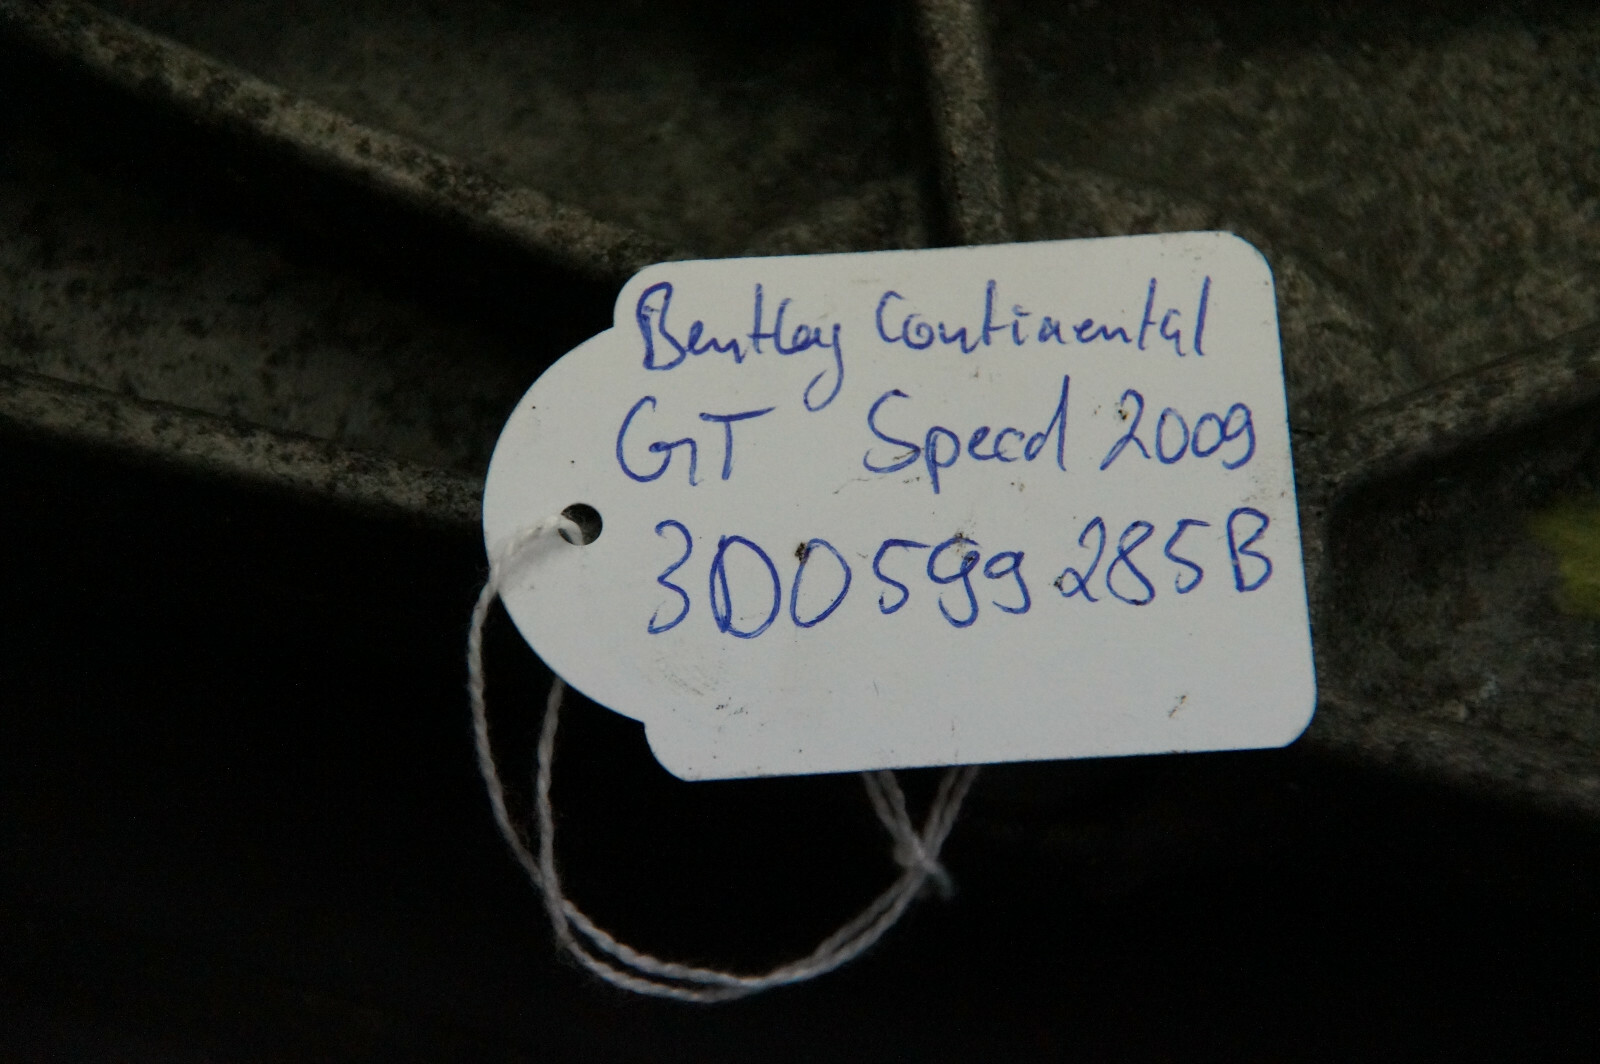 Bentley Continental
GT Speed 2009
3D0599285B